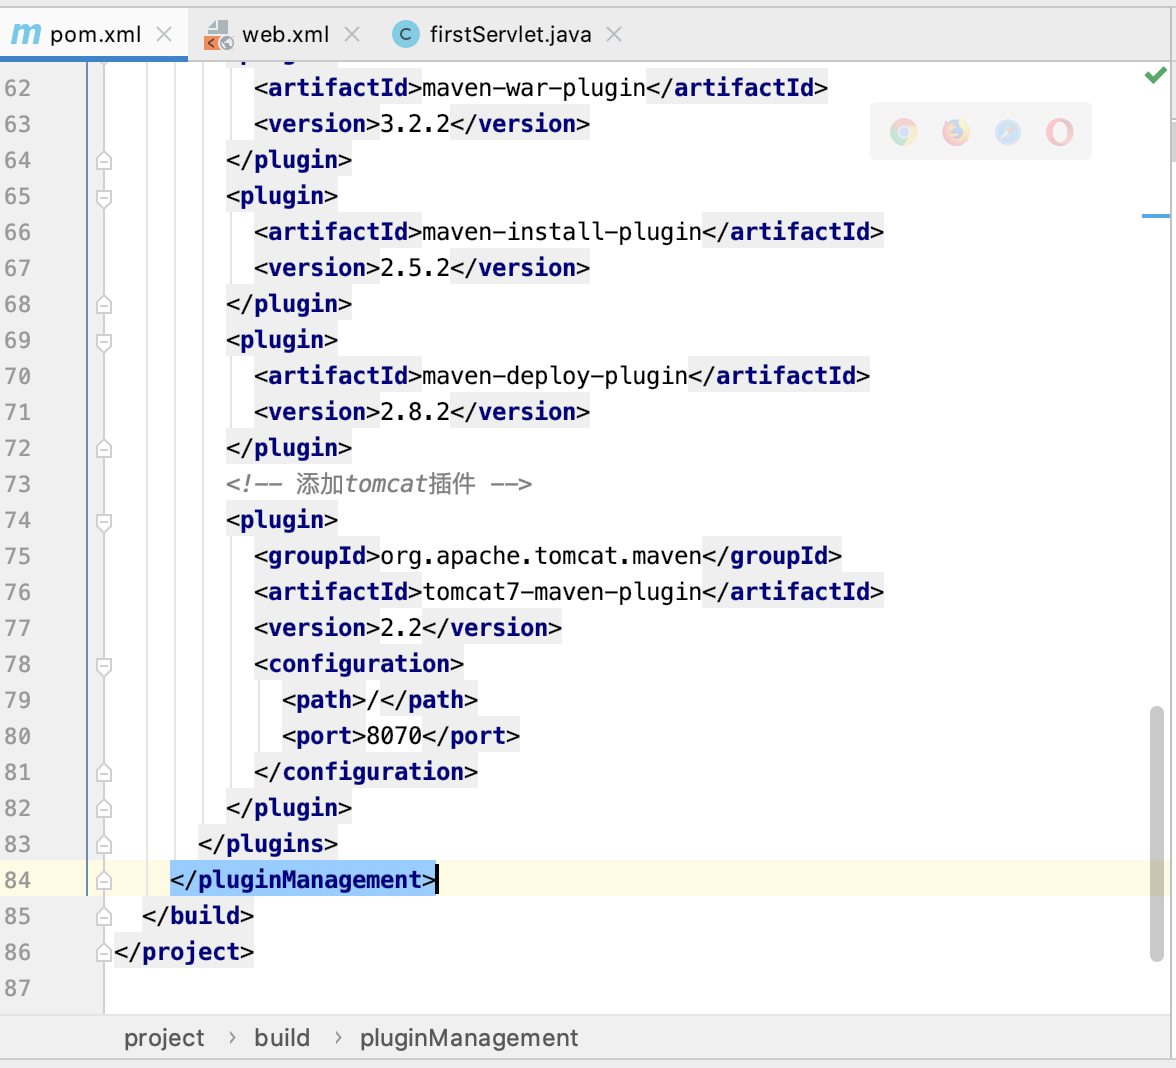 pom.xml web.xml firstServlet.java
62 <artifactId>maven-war-plugin</artifactId>
63 <version>3.2.2</version>
64 </plugin>
65 <plugin>
66 <artifactId>maven-install-plugin</artifactId>
67 <version>2.5.2</version>
68 </plugin>
69 <plugin>
70 <artifactId>maven-deploy-plugin</artifactId>
71 <version>2.8.2</version>
72 </plugin>
73 <!-- 添加tomcat插件 -->
74 <plugin>
75 <groupId>org.apache.tomcat.maven</groupId>
76 <artifactId>tomcat7-maven-plugin</artifactId>
77 <version>2.2</version>
78 <configuration>
79 <path>/</path>
80 <port>8070</port>
81 </configuration>
82 </plugin>
83 </plugins>
84 </pluginManagement>
85 </build>
86 </project>
87
project › build › pluginManagement